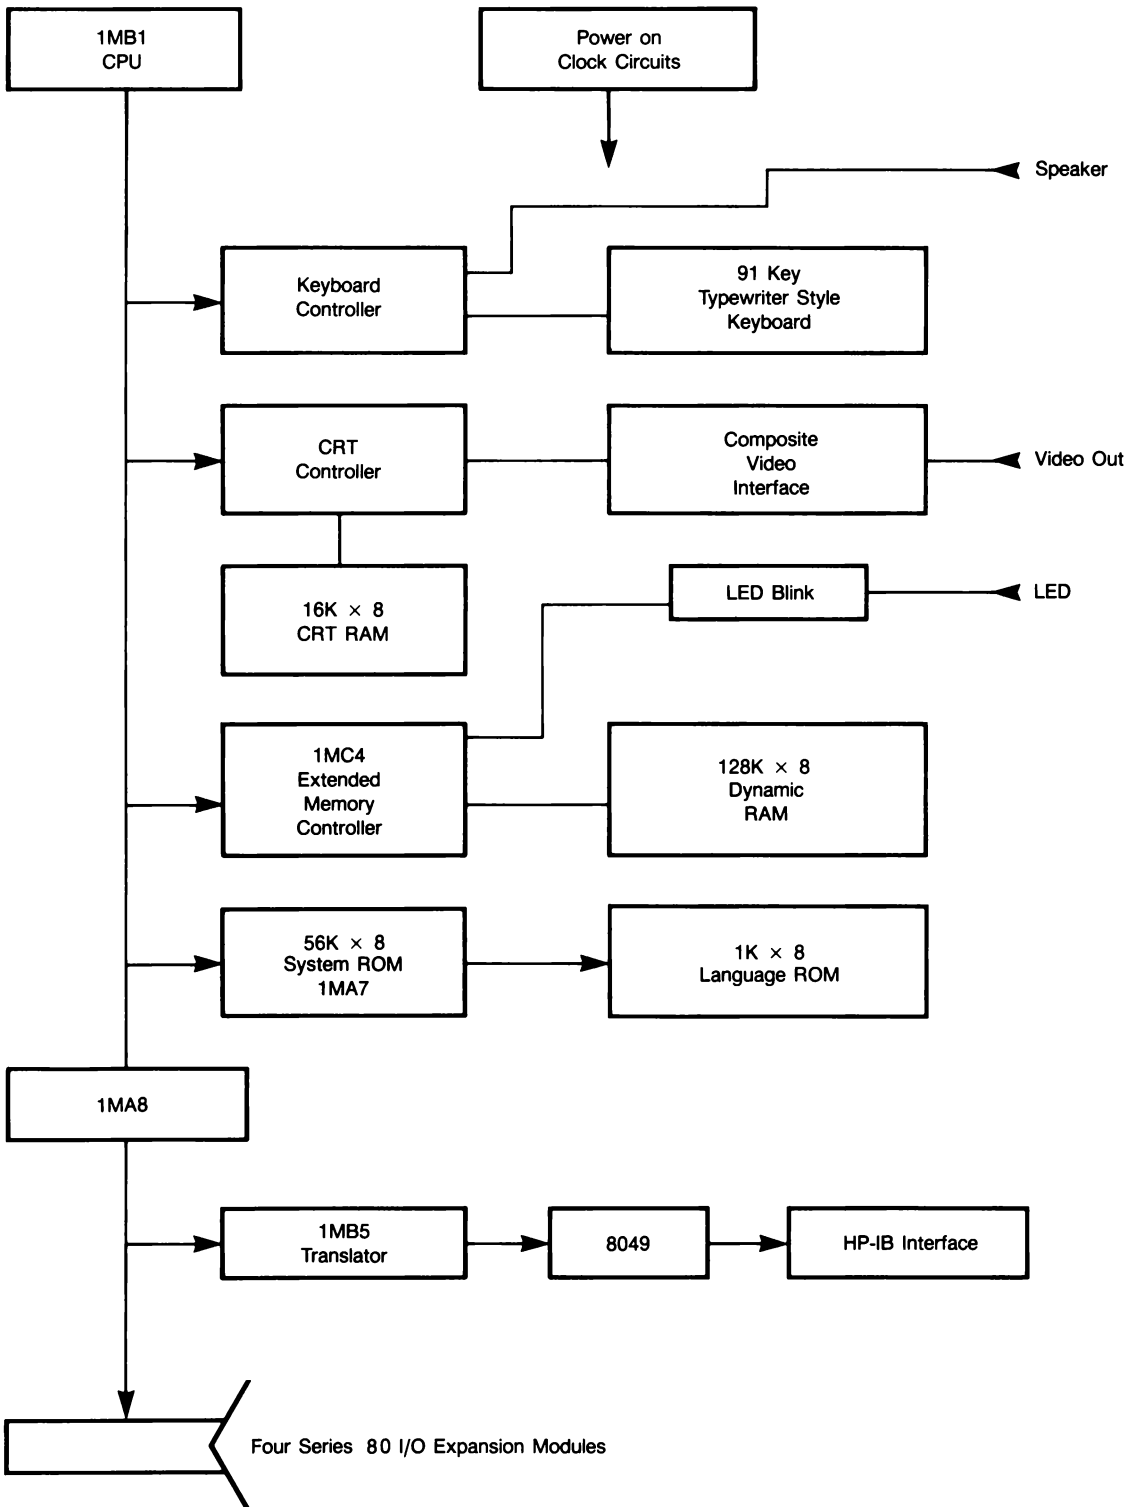 1MB1
CPU
Power on
Clock Circuits
Speaker
Keyboard
Controller
91 Key
Typewriter Style
Keyboard
CRT
Controller
Composite
Video
Interface
Video Out
16K × 8
CRT RAM
LED Blink
LED
1MC4
Extended
Memory
Controller
128K × 8
Dynamic
RAM
56K × 8
System ROM
1MA7
1K × 8
Language ROM
1MA8
1MB5
Translator
8049
HP-IB Interface
Four Series 80 I/O Expansion Modules